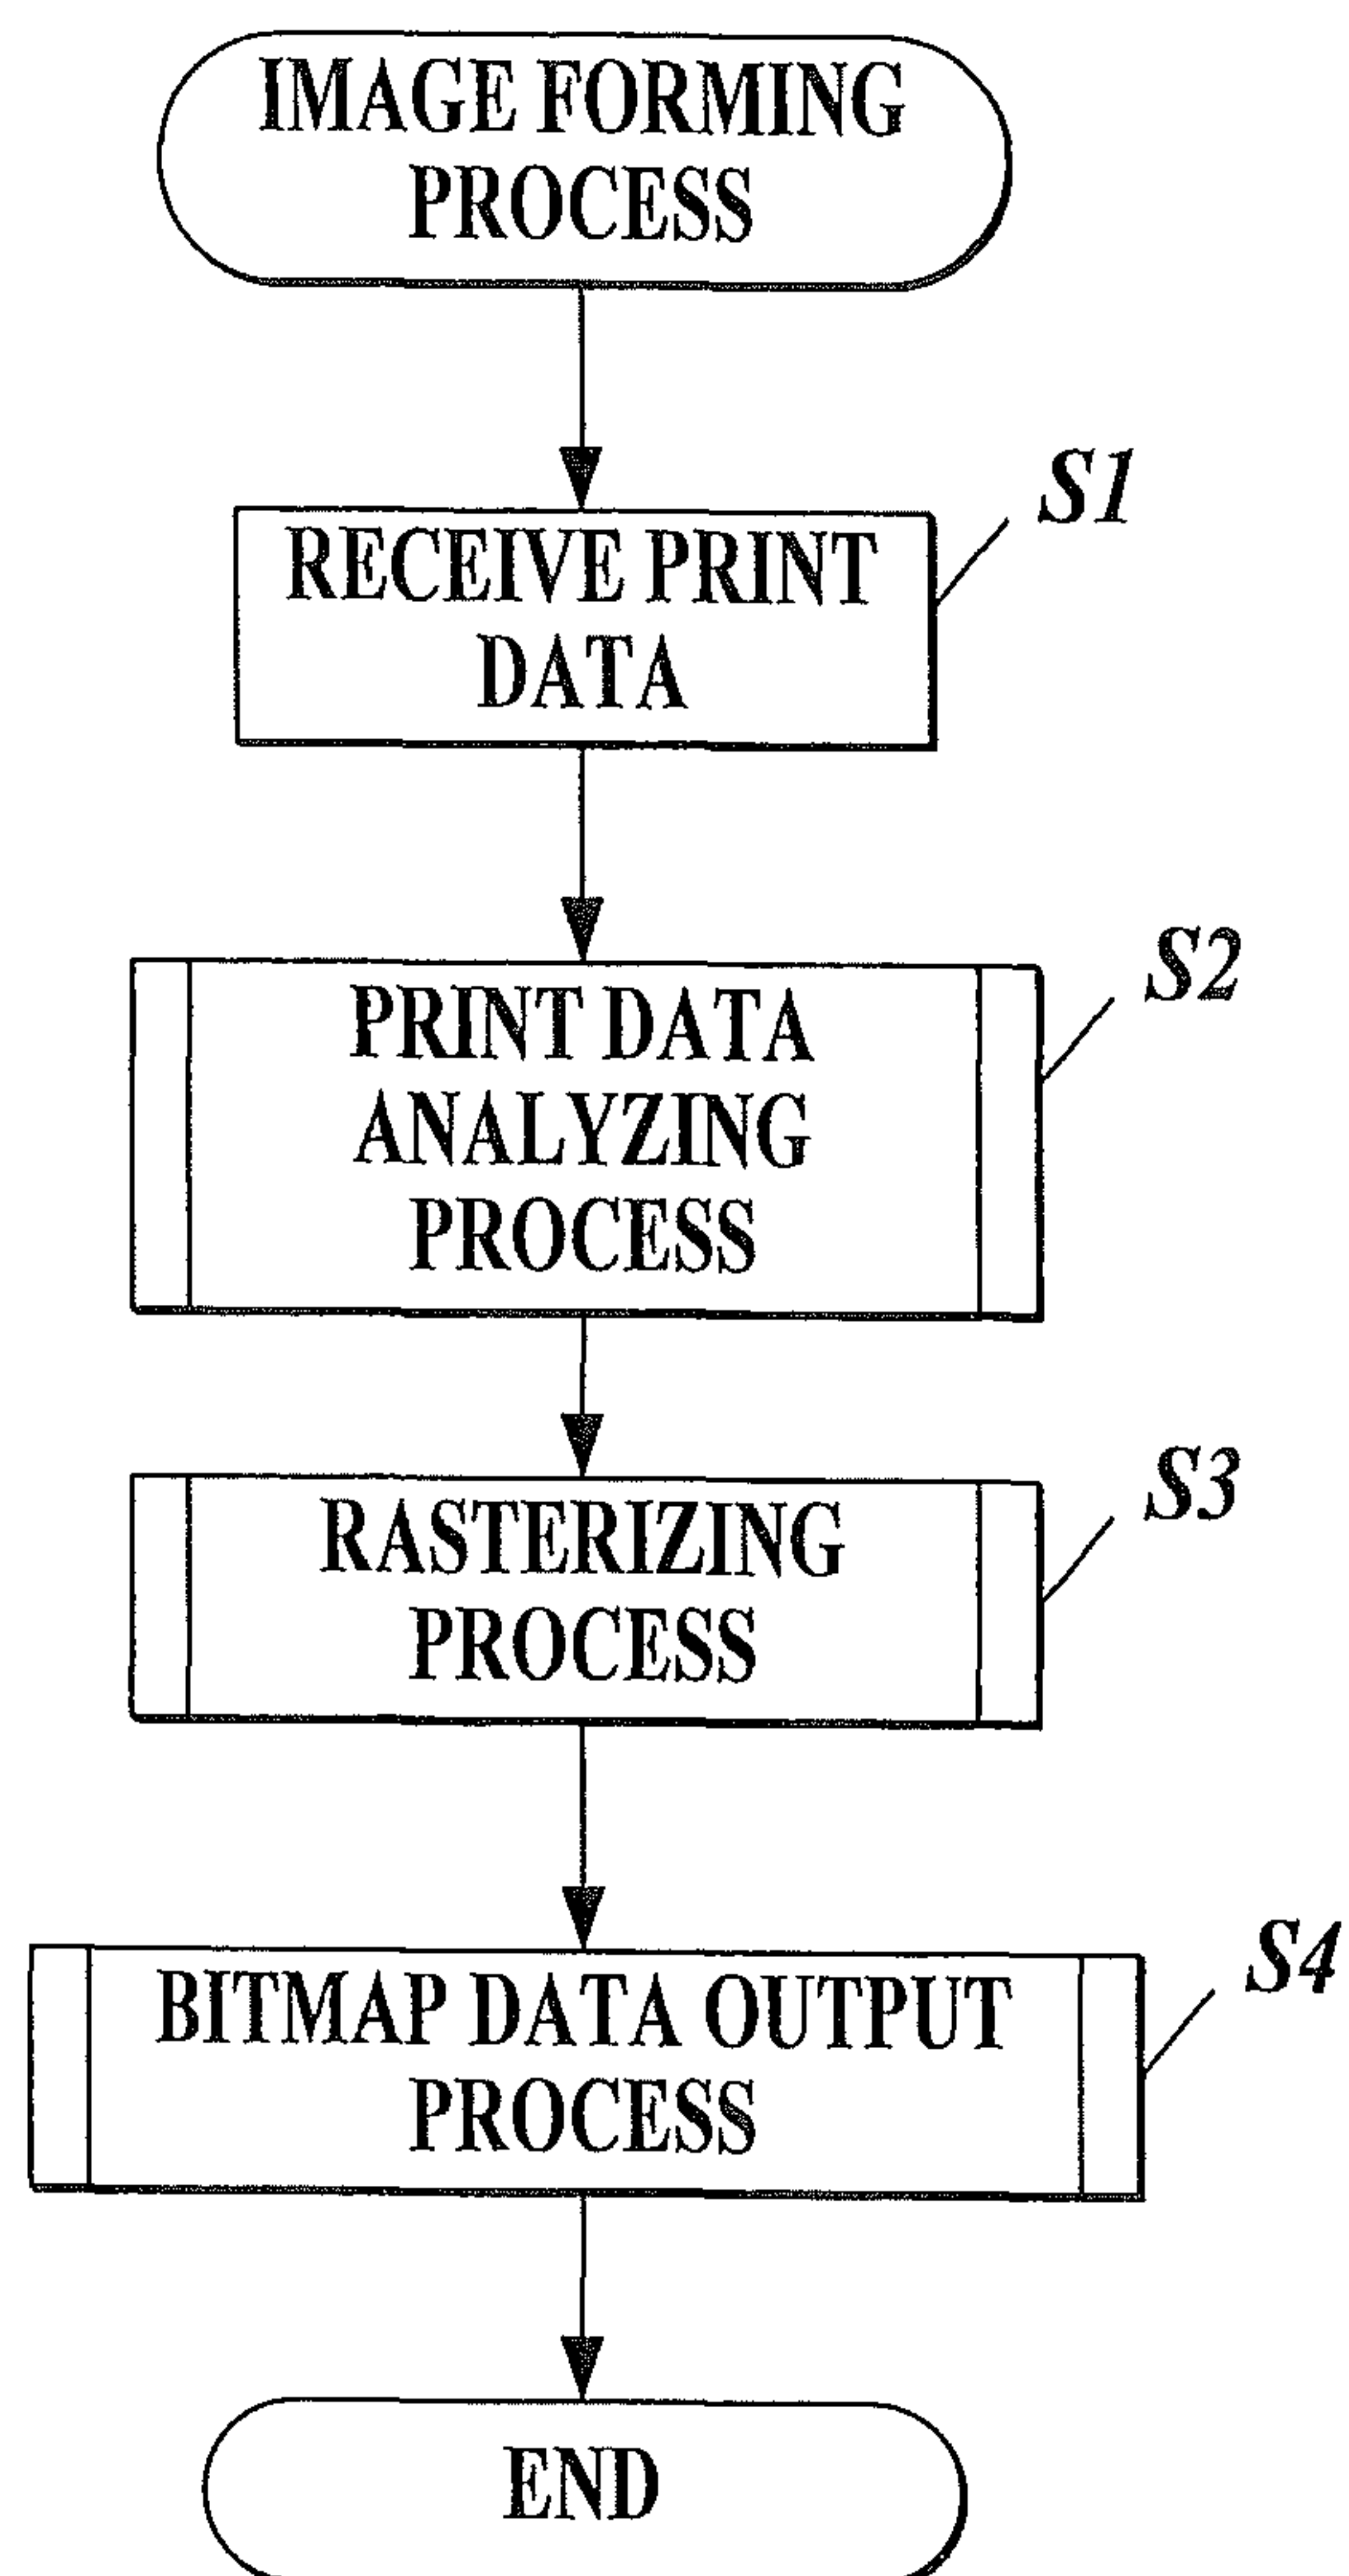 IMAGE FORMING
PROCESS
S1
RECEIVE PRINT
DATA
S2
PRINT DATA
ANALYZING
PROCESS
S3
RASTERIZING
PROCESS
S4
BITMAP DATA OUTPUT
PROCESS
END